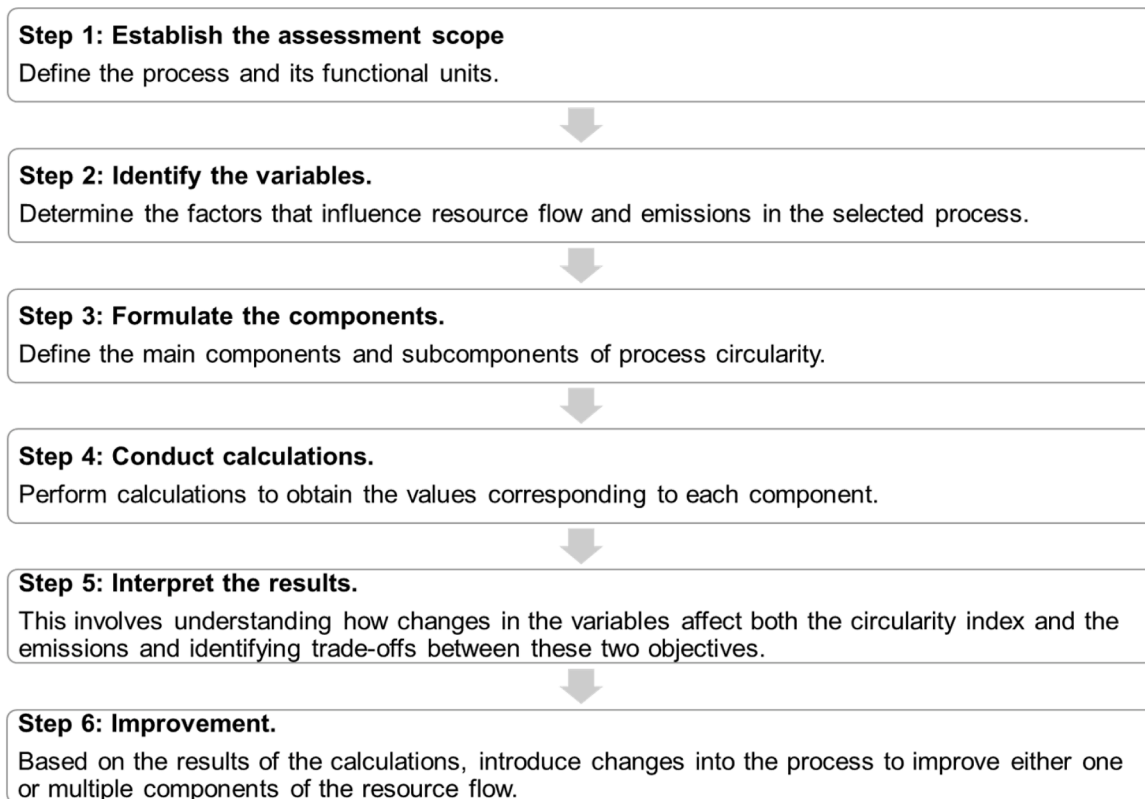 Step 1: Establish the assessment scope
Define the process and its functional units.
Step 2: Identify the variables.
Determine the factors that influence resource flow and emissions in the selected process.
Step 3: Formulate the components.
Define the main components and subcomponents of process circularity.
Step 4: Conduct calculations.
Perform calculations to obtain the values corresponding to each component.
Step 5: Interpret the results.
This involves understanding how changes in the variables affect both the circularity index and the
emissions and identifying trade-offs between these two objectives.
Step 6: Improvement.
Based on the results of the calculations, introduce changes into the process to improve either one
or multiple components of the resource flow.